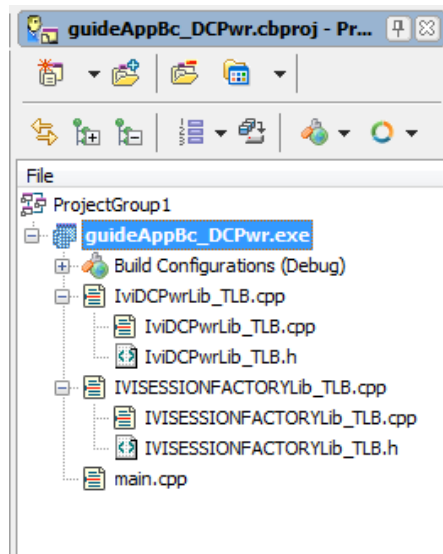 guideAppBc_DCPwr.cbproj - Pr...
File
ProjectGroup1
guideAppBc_DCPwr.exe
Build Configurations (Debug)
IviDCPwrLib_TLB.cpp
IviDCPwrLib_TLB.cpp
IviDCPwrLib_TLB.h
IVISESSIONFACTORYLib_TLB.cpp
IVISESSIONFACTORYLib_TLB.cpp
IVISESSIONFACTORYLib_TLB.h
main.cpp